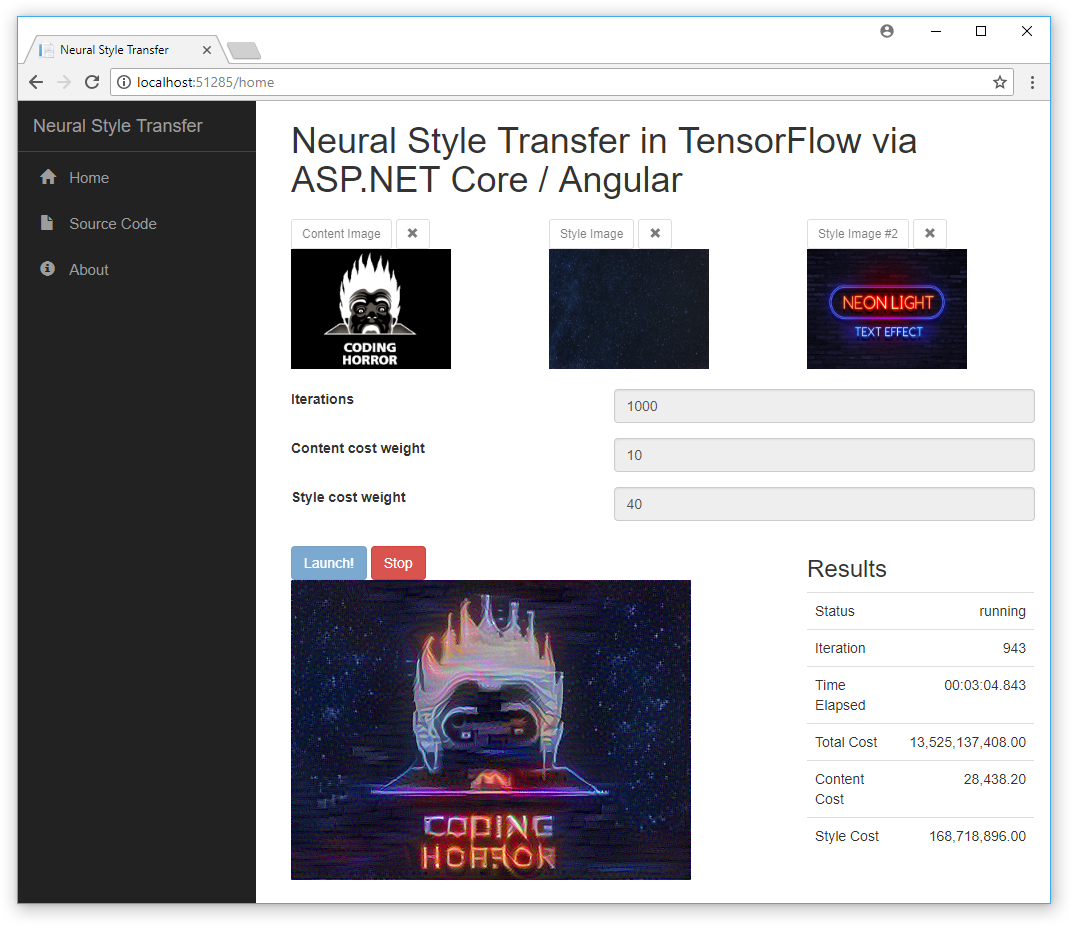 Neural Style Transfer
localhost:51285/home
Neural Style Transfer
Home
Source Code
About
Neural Style Transfer in TensorFlow via
ASP.NET Core / Angular
Content Image
Style Image
Style Image #2
CODING
HORROR
NEON LIGHT
TEXT EFFECT
Iterations
1000
Content cost weight
10
Style cost weight
40
Launch!
Stop
CODING
HORROR
Results
Status running
Iteration 943
Time 00:03:04.843
Elapsed
Total Cost 13,525,137,408.00
Content 28,438.20
Cost
Style Cost 168,718,896.00